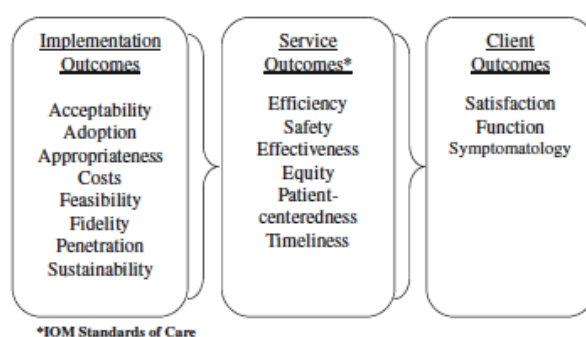 Implementation
Outcomes
Acceptability
Adoption
Appropriateness
Costs
Feasibility
Fidelity
Penetration
Sustainability
Service
Outcomes*
Efficiency
Safety
Effectiveness
Equity
Patient-
centeredness
Timeliness
Client
Outcomes
Satisfaction
Function
Symptomatology
*IOM Standards of Care